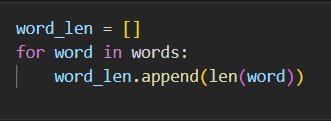 word_len = []
for word in words:
    word_len.append(len(word))